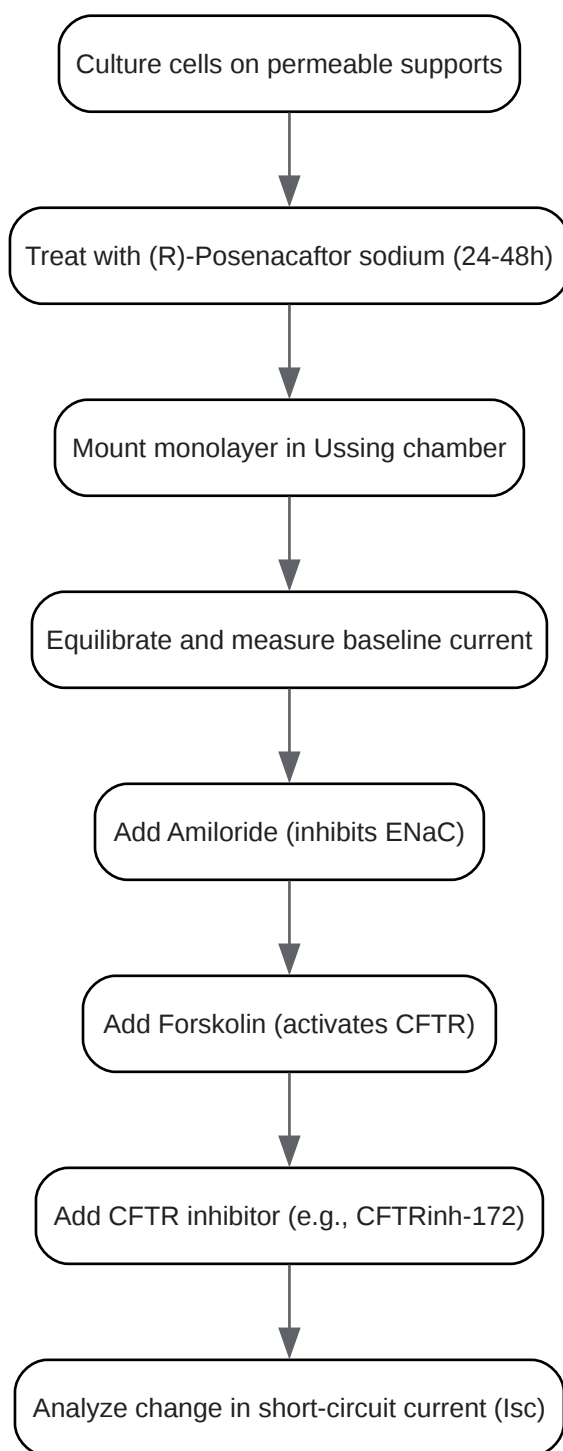 Culture cells on permeable supports
Treat with (R)-Posenacaftor sodium (24-48h)
Mount monolayer in Ussing chamber
Equilibrate and measure baseline current
Add Amiloride (inhibits ENaC)
Add Forskolin (activates CFTR)
Add CFTR inhibitor (e.g., CFTRinh-172)
Analyze change in short-circuit current (Isc)